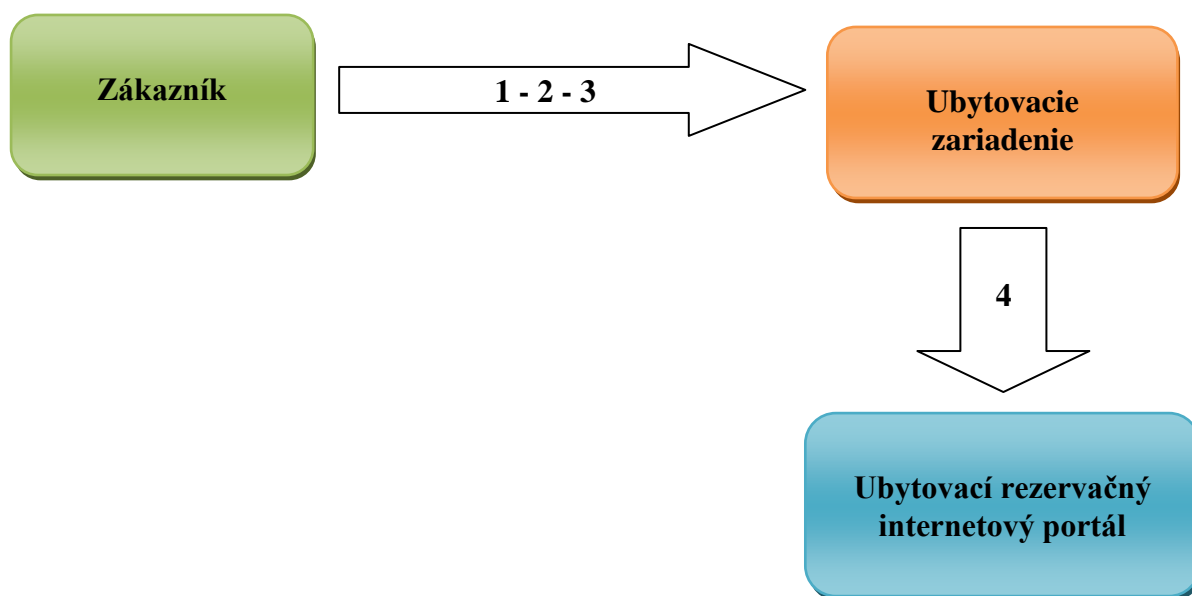 Zákazník
1 - 2 - 3
Ubytovacie
zariadenie
4
Ubytovací rezervačný
internetový portál